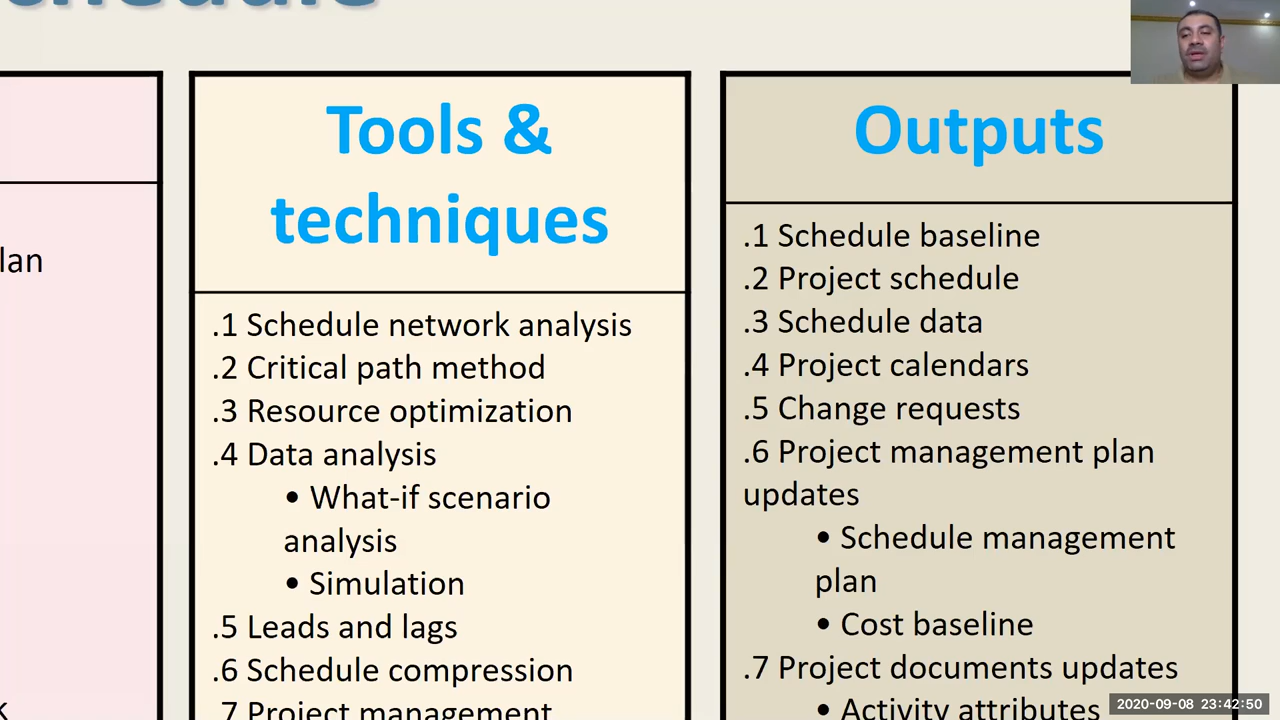 lan
Tools &
techniques
.1 Schedule network analysis
.2 Critical path method
.3 Resource optimization
.4 Data analysis
• What-if scenario
analysis
• Simulation
.5 Leads and lags
.6 Schedule compression
.7 Project management
Outputs
.1 Schedule baseline
.2 Project schedule
.3 Schedule data
.4 Project calendars
.5 Change requests
.6 Project management plan
updates
• Schedule management
plan
• Cost baseline
.7 Project documents updates
• Activity attributes
2020-09-08 23:42:50